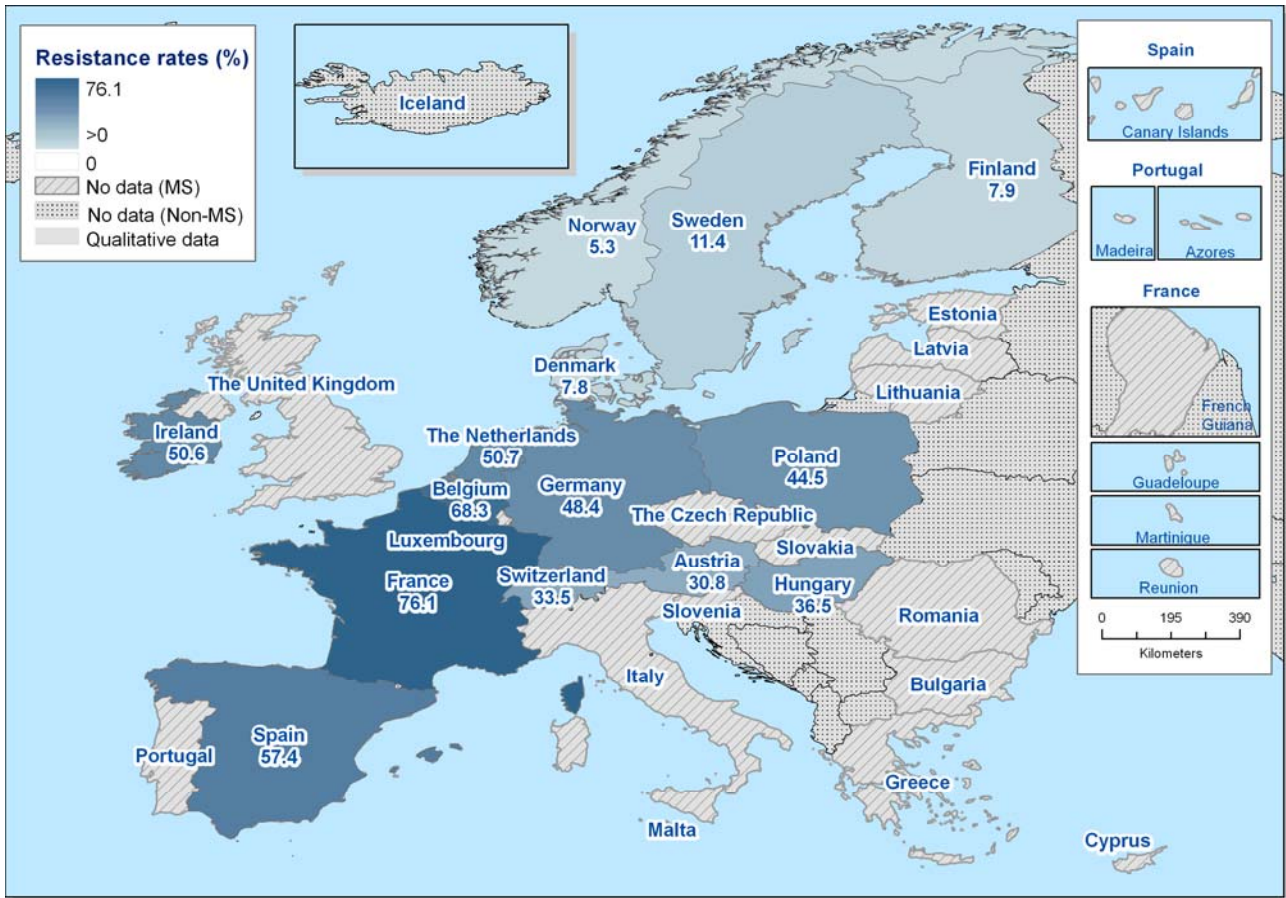 Resistance rates (%)
76.1
>0
0
No data (MS)
No data (Non-MS)
Qualitative data
Iceland
Finland
7.9
Norway
5.3
Sweden
11.4
Estonia
Latvia
Lithuania
Denmark
7.8
The United Kingdom
Ireland
50.6
The Netherlands
50.7
Belgium
68.3
Germany
48.4
Poland
44.5
The Czech Republic
Slovakia
Luxembourg
France
76.1
Switzerland
33.5
Austria
30.8
Hungary
36.5
Slovenia
Romania
Italy
Bulgaria
Spain
57.4
Portugal
Greece
Malta
Cyprus
Spain
Canary Islands
Portugal
Madeira
Azores
France
French
Guiana
Guadeloupe
Martinique
Reunion
0 195 390
Kilometers